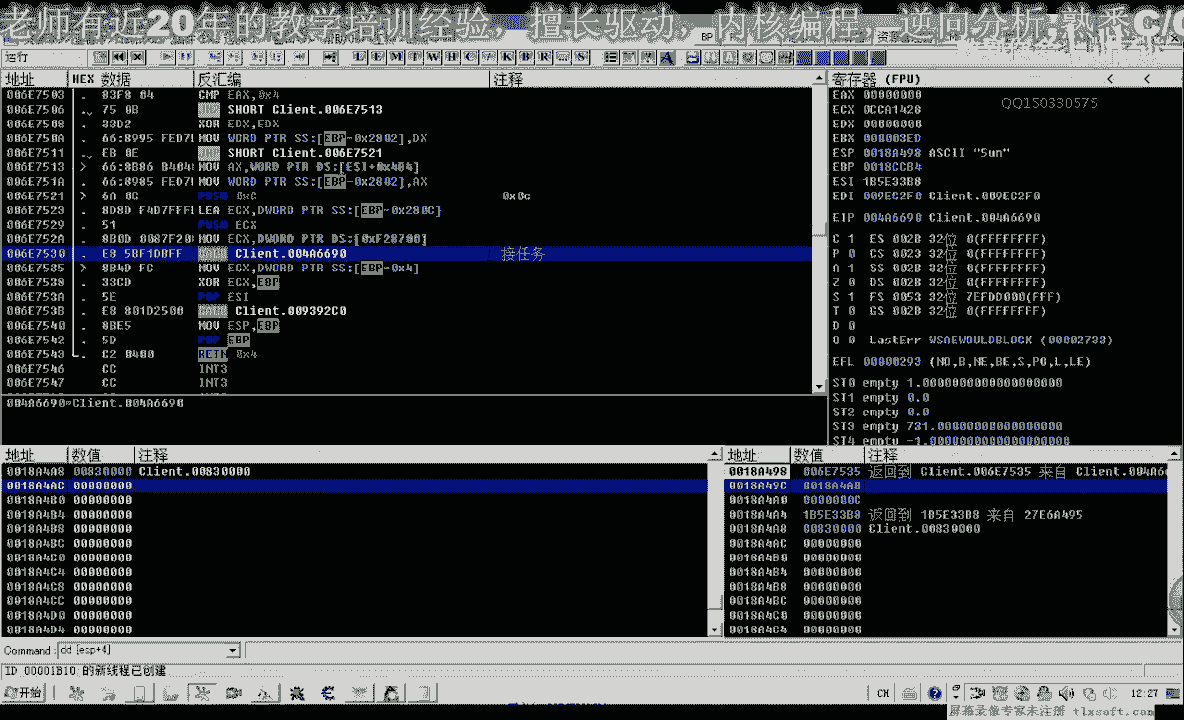 老师有近20年的教学培训经验，擅长驱动，内核编程，逆向分析.熟悉C/C
BP
运行
L E M T W H C / K B R ... S
地址 HEX 数据 反汇编 注释
006E7503 . 83F8 04 CMP EAX,0x4
006E7506 . 75 0B SHORT Client.006E7513
006E7508 . 33D2 XOR EDX,EDX
006E750A . 66:8995 FED7 MOV WORD PTR SS:[EBP-0x2802],DX
006E7511 . EB 0E SHORT Client.006E7521
006E7513 > 66:8B86 B404 MOV AX,WORD PTR DS:[ESI+0x4B4]
006E751A . 66:8985 FED7 MOV WORD PTR SS:[EBP-0x2802],AX
006E7521 > 6A 0C PUSH 0xC 0x0c
006E7523 . 8D8D F4D7FFF LEA ECX,DWORD PTR SS:[EBP-0x280C]
006E7529 . 51 PUSH ECX
006E752A . 8B0D 0087F20 MOV ECX,DWORD PTR DS:[0xF28700]
006E7530 . E8 5BF1DBFF CALL Client.004A6690 接任务
006E7535 > 8B4D FC MOV ECX,DWORD PTR SS:[EBP-0x4]
006E7538 . 33CD XOR ECX,EBP
006E753A . 5E POP ESI
006E753B . E8 801D2500 CALL Client.009392C0
006E7540 . 8BE5 MOV ESP,EBP
006E7542 . 5D POP EBP
006E7543 . C2 0400 RETN 0x4
006E7546 CC INT3
006E7547 CC INT3
004A6690=Client.004A6690
寄存器 (FPU) < <
QQ150330575
EAX 00000000
ECX 0CCA1428
EDX 00000000
EBX 000003ED
ESP 0018A498 ASCII "5un"
EBP 0018CCB4
ESI 1B5E33B8
EDI 009EC2F0 Client.009EC2F0
EIP 004A6690 Client.004A6690
C 1 ES 002B 32位 0(FFFFFFFF)
P 0 CS 0023 32位 0(FFFFFFFF)
A 1 SS 002B 32位 0(FFFFFFFF)
Z 0 DS 002B 32位 0(FFFFFFFF)
S 1 FS 0053 32位 7EFDD000(FFF)
T 0 GS 002B 32位 0(FFFFFFFF)
D 0
O 0 LastErr WSAEWOULDBLOCK (00002733)
EFL 00000293 (NO,B,NE,BE,S,PO,L,LE)
ST0 empty 1.0000000000000000000
ST1 empty 0.0
ST2 empty 0.0
ST3 empty 731.00000000000000000
ST4 empty -1.0000000000000000000
地址 数值 注释
0018A4A8 00830000 Client.00830000
0018A4AC 00000000
0018A4B0 00000000
0018A4B4 00000000
0018A4B8 00000000
0018A4BC 00000000
0018A4C0 00000000
0018A4C4 00000000
0018A4C8 00000000
0018A4CC 00000000
0018A4D0 00000000
0018A4D4 00000000
地址 数值 注释
0018A498 006E7535 返回到 Client.006E7535 来自 Client.004A6
0018A49C 0018A4A8
0018A4A0 0000000C
0018A4A4 1B5E33B8 返回到 1B5E33B8 来自 27E6A495
0018A4A8 00830000 Client.00830000
0018A4AC 00000000
0018A4B0 00000000
0018A4B4 00000000
0018A4B8 00000000
0018A4BC 00000000
0018A4C0 00000000
0018A4C4 00000000
Command: dd [esp+4]
ID 00001B10 的新线程已创建
开始 CH 12:27
屏幕录像专家未注册 tlxsoft.com